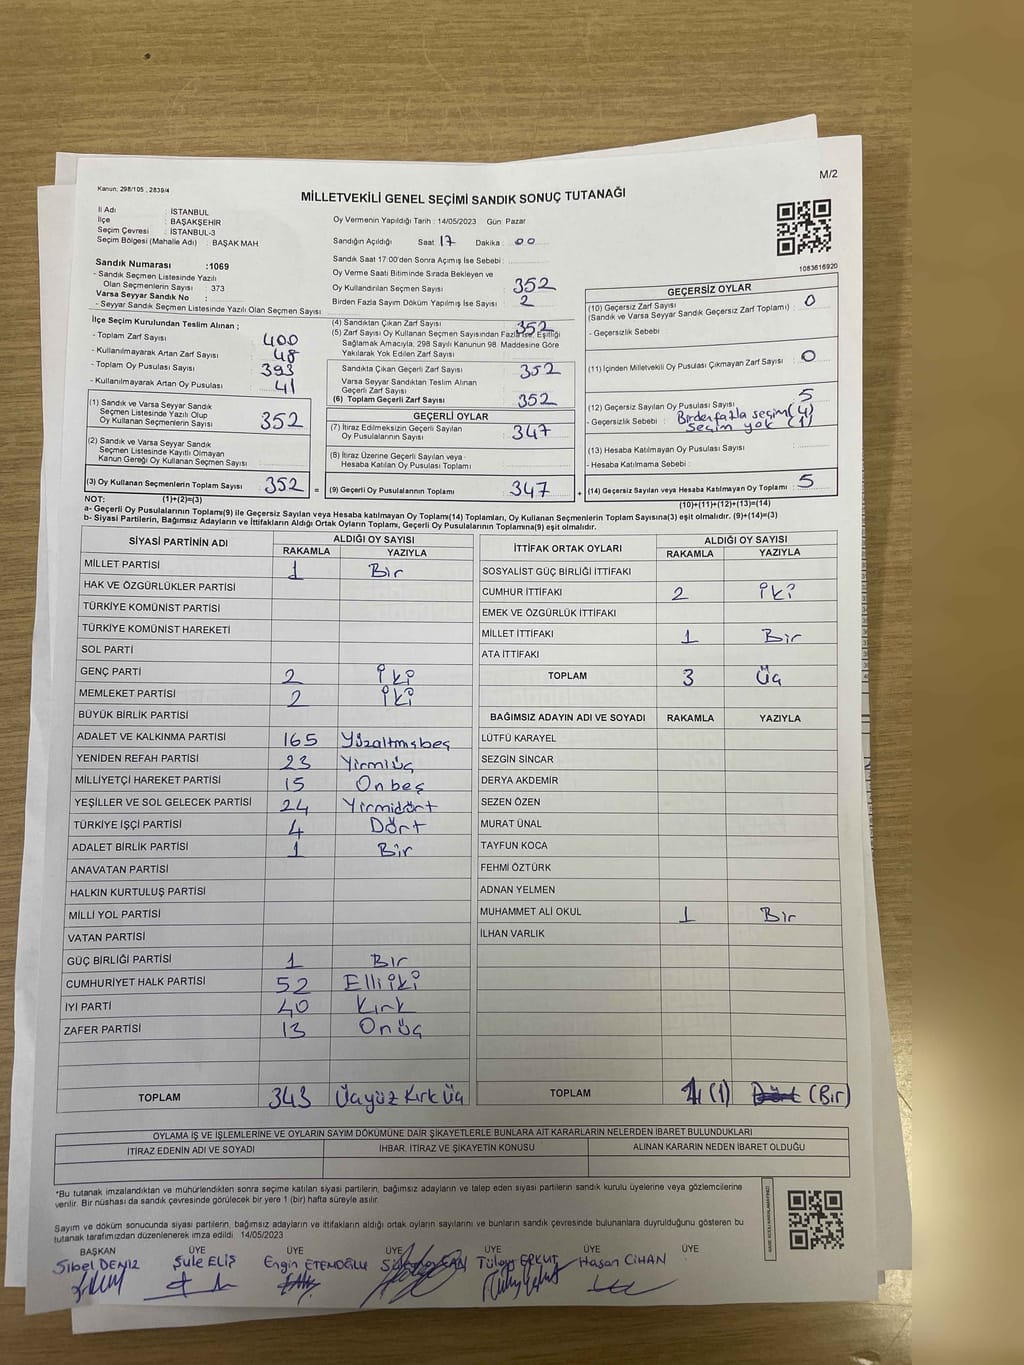 M/2
Kanun: 298/105 , 2839/4
MİLLETVEKİLİ GENEL SEÇİMİ SANDIK SONUÇ TUTANAĞI
İl Adı : İSTANBUL
İlçe : BAŞAKŞEHİR
Seçim Çevresi : İSTANBUL-3
Seçim Bölgesi (Mahalle Adı) : BAŞAK MAH
Sandık Numarası :1069
- Sandık Seçmen Listesinde Yazılı
Olan Seçmenlerin Sayısı 373
Varsa Seyyar Sandık No :
- Seyyar Sandık Seçmen Listesinde Yazılı Olan Seçmen Sayısı
İlçe Seçim Kurulundan Teslim Alınan ;
- Toplam Zarf Sayısı : 400
- Kullanılmayarak Artan Zarf Sayısı : 48
- Toplam Oy Pusulası Sayısı : 393
- Kullanılmayarak Artan Oy Pusulası : 41
(1) Sandık ve Varsa Seyyar Sandık
Seçmen Listesinde Yazılı Olup
Oy Kullanan Seçmenlerin Sayısı : 352
(2) Sandık ve Varsa Seyyar Sandık
Seçmen Listesinde Kayıtlı Olmayan
Kanun Gereği Oy Kullanan Seçmen Sayısı :
(3) Oy Kullanan Seçmenlerin Toplam Sayısı : 352
Oy Vermenin Yapıldığı Tarih : 14/05/2023 Gün: Pazar
Sandığın Açıldığı Saat : 17 Dakika : 00
Sandık Saat 17:00'den Sonra Açımış İse Sebebi :
Oy Verme Saati Bitiminde Sırada Bekleyen ve
Oy Kullandırılan Seçmen Sayısı : 352
Birden Fazla Sayım Döküm Yapılmış İse Sayısı : 2
(4) Sandıktan Çıkan Zarf Sayısı : 352
(5) Zarf Sayısı Oy Kullanan Seçmen Sayısından Fazla İse, Eşitliği
Sağlamak Amacıyla, 298 Sayılı Kanunun 98. Maddesine Göre
Yakılarak Yok Edilen Zarf Sayısı :
Sandıkta Çıkan Geçerli Zarf Sayısı : 352
Varsa Seyyar Sandıktan Teslim Alınan
Geçerli Zarf Sayısı :
(6) Toplam Geçerli Zarf Sayısı : 352
GEÇERLİ OYLAR
(7) İtiraz Edilmeksizin Geçerli Sayılan
Oy Pusulalarının Sayısı : 347
(8) İtiraz Üzerine Geçerli Sayılan veya
Hesaba Katılan Oy Pusulası Toplamı :
= (9) Geçerli Oy Pusulalarının Toplamı : 347 +
1083616920
GEÇERSİZ OYLAR
(10) Geçersiz Zarf Sayısı
(Sandık ve Varsa Seyyar Sandık Geçersiz Zarf Toplamı) : 0
- Geçersizlik Sebebi :
(11) İçinden Milletvekili Oy Pusulası Çıkmayan Zarf Sayısı : 0
(12) Geçersiz Sayılan Oy Pusulası Sayısı : 5
- Geçersizlik Sebebi : Birden fazla seçim (4)
seçim yok (1)
(13) Hesaba Katılmayan Oy Pusulası Sayısı :
- Hesaba Katılmama Sebebi :
(14) Geçersiz Sayılan veya Hesaba Katılmayan Oy Toplamı : 5
NOT: (1)+(2)=(3) (10)+(11)+(12)+(13)=(14)
a- Geçerli Oy Pusulalarının Toplamı(9) ile Geçersiz Sayılan veya Hesaba Katılmayan Oy Toplamı(14) Toplamları, Oy Kullanan Seçmenlerin Toplam Sayısına(3) eşit olmalıdır. (9)+(14)=(3)
b- Siyasi Partilerin, Bağımsız Adayların ve İttifakların Aldığı Ortak Oyların Toplamı, Geçerli Oy Pusulalarının Toplamına(9) eşit olmalıdır.
SİYASİ PARTİNİN ADI ALDIĞI OY SAYISI
RAKAMLA YAZIYLA
MİLLET PARTİSİ 1 Bir
HAK VE ÖZGÜRLÜKLER PARTİSİ
TÜRKİYE KOMÜNİST PARTİSİ
TÜRKİYE KOMÜNİST HAREKETİ
SOL PARTİ
GENÇ PARTİ 2 İki
MEMLEKET PARTİSİ 2 İki
BÜYÜK BİRLİK PARTİSİ
ADALET VE KALKINMA PARTİSİ 165 Yüzaltmışbeş
YENİDEN REFAH PARTİSİ 23 Yirmiüç
MİLLİYETÇİ HAREKET PARTİSİ 15 Onbeş
YEŞİLLER VE SOL GELECEK PARTİSİ 24 Yirmidört
TÜRKİYE İŞÇİ PARTİSİ 4 Dört
ADALET BİRLİK PARTİSİ 1 Bir
ANAVATAN PARTİSİ
HALKIN KURTULUŞ PARTİSİ
MİLLİ YOL PARTİSİ
VATAN PARTİSİ
GÜÇ BİRLİĞİ PARTİSİ 1 Bir
CUMHURİYET HALK PARTİSİ 52 Elliiki
İYİ PARTİ 40 Kırk
ZAFER PARTİSİ 13 Onüç
TOPLAM 343 Üçyüz Kırk Üç
İTTİFAK ORTAK OYLARI ALDIĞI OY SAYISI
RAKAMLA YAZIYLA
SOSYALİST GÜÇ BİRLİĞİ İTTİFAKI
CUMHUR İTTİFAKI 2 İki
EMEK VE ÖZGÜRLÜK İTTİFAKI
MİLLET İTTİFAKI 1 Bir
ATA İTTİFAKI
TOPLAM 3 Üç
BAĞIMSIZ ADAYIN ADI VE SOYADI RAKAMLA YAZIYLA
LÜTFÜ KARAYEL
SEZGİN SİNCAR
DERYA AKDEMİR
SEZEN ÖZEN
MURAT ÜNAL
TAYFUN KOCA
FEHMİ ÖZTÜRK
ADNAN YELMEN
MUHAMMET ALİ OKUL 1 Bir
İLHAN VARLIK
TOPLAM (1) (Bir)
OYLAMA İŞ VE İŞLEMLERİNE VE OYLARIN SAYIM DÖKÜMÜNE DAİR ŞİKAYETLERLE BUNLARA AİT KARARLARIN NELERDEN İBARET BULUNDUKLARI
İTİRAZ EDENİN ADI VE SOYADI İHBAR, İTİRAZ VE ŞİKAYETİN KONUSU ALINAN KARARIN NEDEN İBARET OLDUĞU
*Bu tutanak imzalandıktan ve mühürlendikten sonra seçime katılan siyasi partilerin, bağımsız adayların ve talep eden siyasi partilerin sandık kurulu üyelerine veya gözlemcilerine
verilir. Bir nüshası da sandık çevresinde görülecek bir yere 1 (bir) hafta süreyle asılır.
Sayım ve döküm sonucunda siyasi partilerin, bağımsız adayların ve ittifakların aldığı ortak oyların sayılarını ve bunların sandık çevresinde bulunanlara duyrulduğunu gösteren bu
tutanak tarafımızdan düzenlenerek imza edildi 14/05/2023
BAŞKAN ÜYE ÜYE ÜYE ÜYE ÜYE ÜYE
Sibel DENİZ Şule ELİŞ Engin Tülay ERKUT Hasan CİHAN